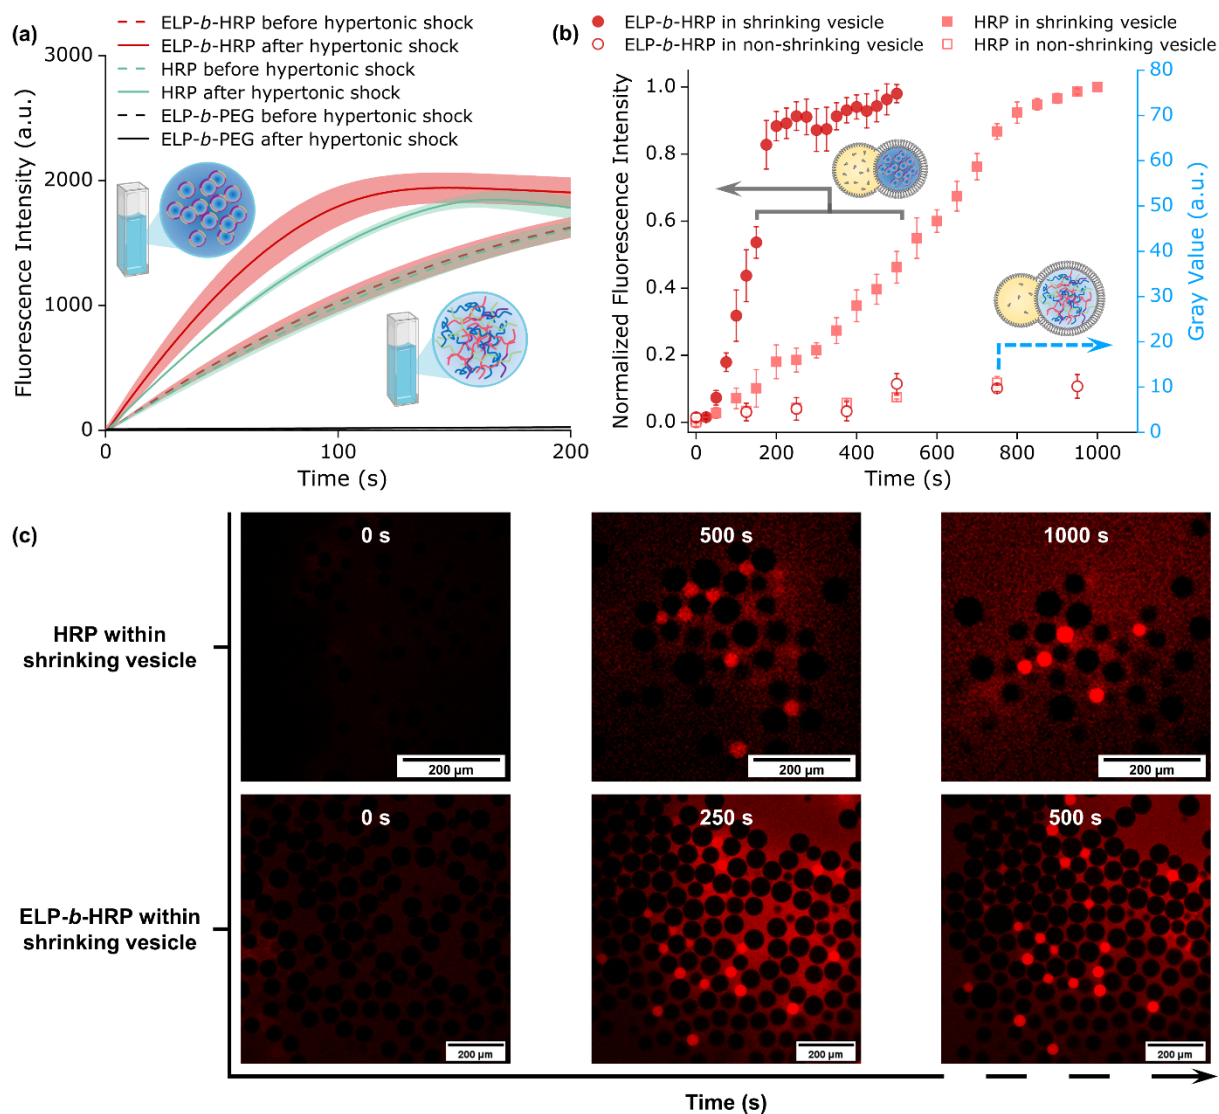 (a)
ELP-b-HRP before hypertonic shock
ELP-b-HRP after hypertonic shock
HRP before hypertonic shock
HRP after hypertonic shock
ELP-b-PEG before hypertonic shock
ELP-b-PEG after hypertonic shock
3000
2000
1000
0
Fluorescence Intensity (a.u.)
0
100
200
Time (s)
(b)
ELP-b-HRP in shrinking vesicle
HRP in shrinking vesicle
ELP-b-HRP in non-shrinking vesicle
HRP in non-shrinking vesicle
1.0
0.8
0.6
0.4
0.2
0.0
Normalized Fluorescence Intensity
80
70
60
50
40
30
20
10
0
Gray Value (a.u.)
0
200
400
600
800
1000
Time (s)
(c)
HRP within
shrinking vesicle
0 s
200 µm
500 s
200 µm
1000 s
200 µm
ELP-b-HRP within
shrinking vesicle
0 s
200 µm
250 s
200 µm
500 s
200 µm
Time (s)